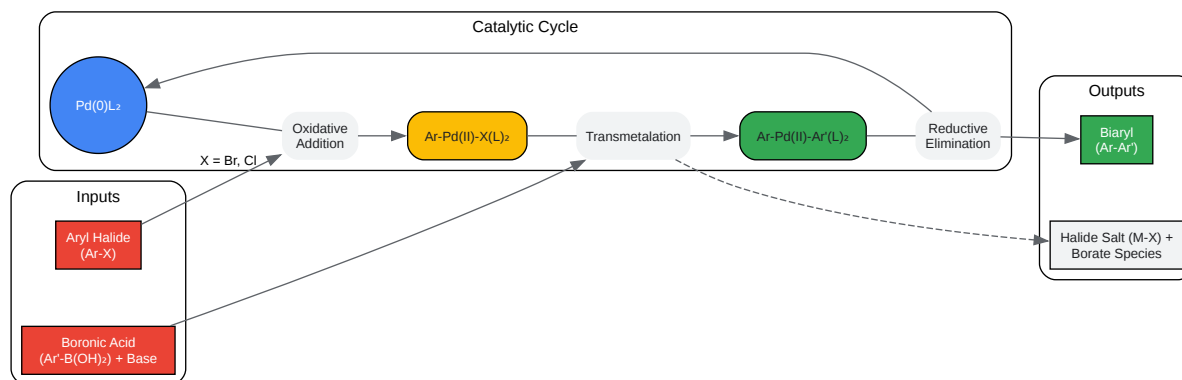 Catalytic Cycle
Pd(0)L₂
Oxidative
Addition
Ar-Pd(II)-X(L)₂
Transmetalation
Ar-Pd(II)-Ar'(L)₂
Reductive
Elimination
X = Br, Cl
Outputs
Biaryl
(Ar-Ar')
Halide Salt (M-X) +
Borate Species
Inputs
Aryl Halide
(Ar-X)
Boronic Acid
(Ar'-B(OH)₂) + Base